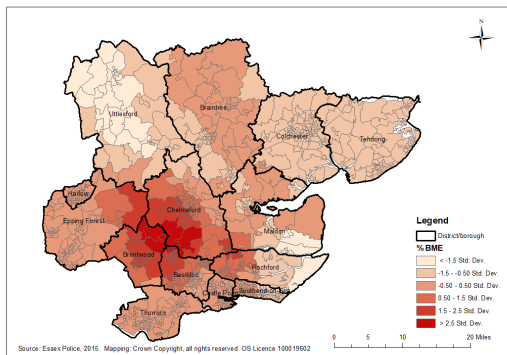 N
Uttlesford
Braintree
Colchester
Tendring
Harlow
Epping Forest
Chelmsford
Maldon
Brentwood
Basildon
Rochford
Castle Point
Southend-on-Sea
Thurrock
Legend
District/borough
% BME
< -1.5 Std. Dev.
-1.5 - -0.50 Std. Dev.
-0.50 - 0.50 Std. Dev.
0.50 - 1.5 Std. Dev.
1.5 - 2.5 Std. Dev.
> 2.5 Std. Dev.
0 5 10 20 Miles
Source: Essex Police, 2015. Mapping: Crown Copyright, all rights reserved. OS Licence 100019602